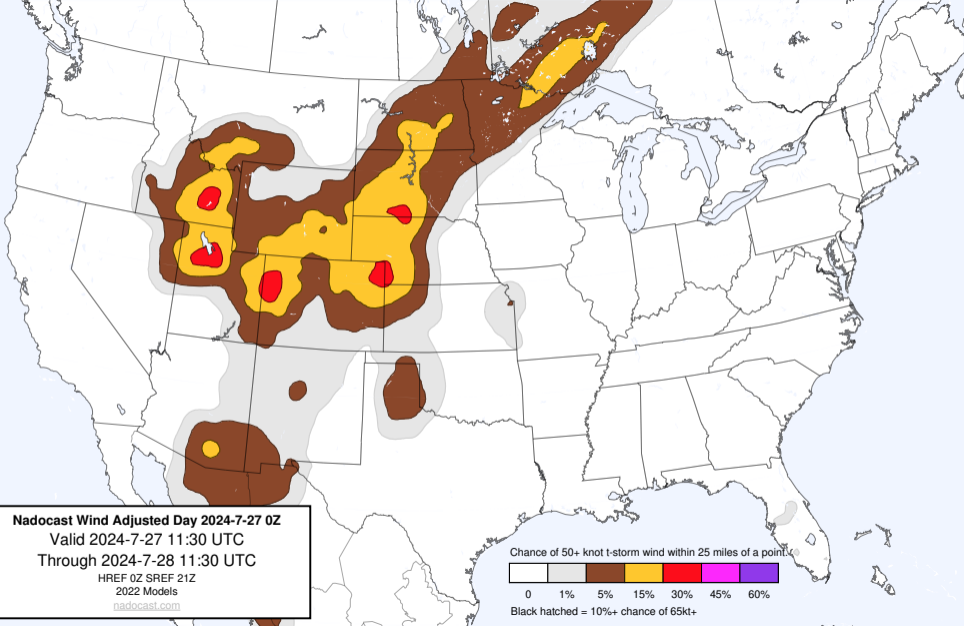 Nadocast Wind Adjusted Day 2024-7-27 0Z
Valid 2024-7-27 11:30 UTC
Through 2024-7-28 11:30 UTC
HREF 0Z SREF 21Z
2022 Models
nadocast.com
Chance of 50+ knot t-storm wind within 25 miles of a point.
0 1% 5% 15% 30% 45% 60%
Black hatched = 10%+ chance of 65kt+